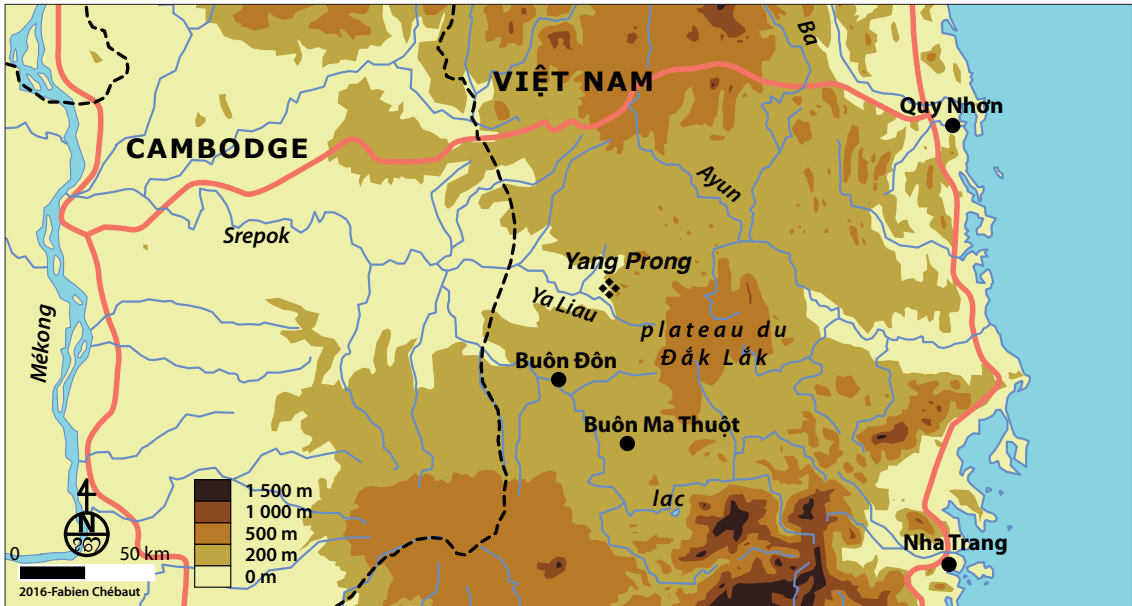 Ba
VIỆT NAM
Quy Nhơn
CAMBODGE
Ayun
Srepok
Yang Prong
Ya Liau
Mékong
plateau du
Đắk Lắk
Buôn Đôn
Buôn Ma Thuột
lac
1 500 m
1 000 m
500 m
200 m
0 m
N
0 50 km
Nha Trang
2016-Fabien Chébaut